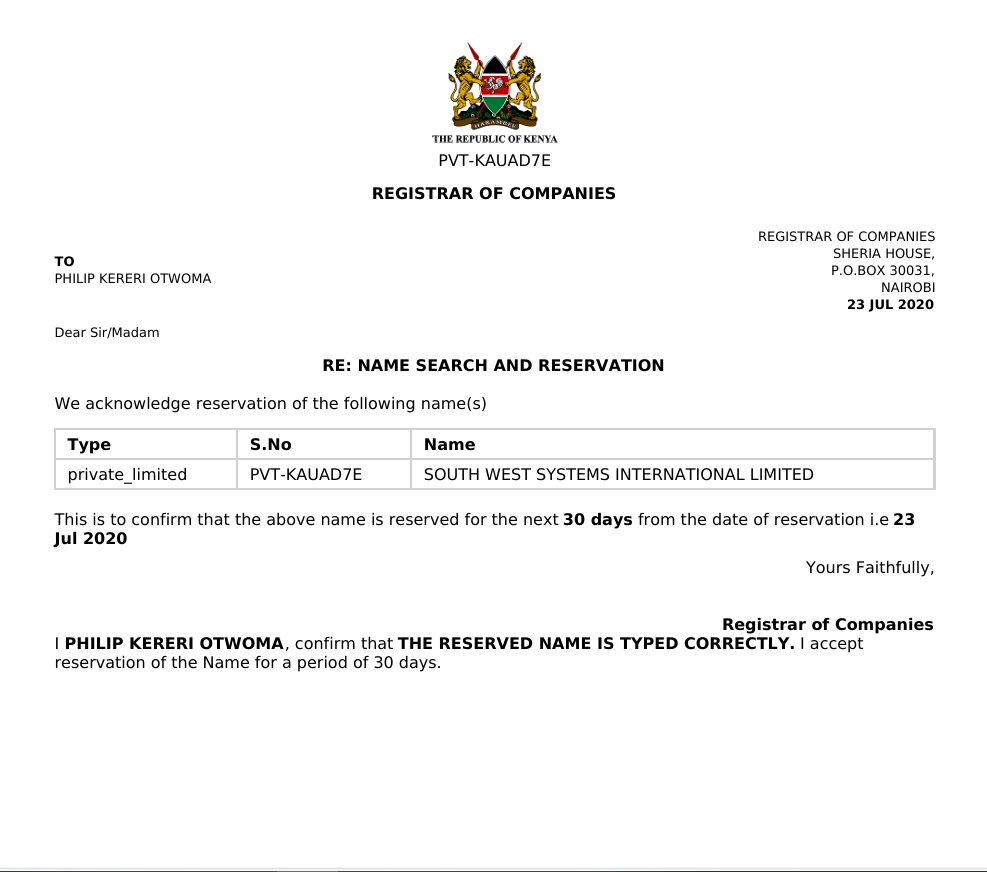 HARAMBEE
THE REPUBLIC OF KENYA
PVT-KAUAD7E
REGISTRAR OF COMPANIES
REGISTRAR OF COMPANIES
SHERIA HOUSE,
P.O.BOX 30031,
NAIROBI
23 JUL 2020
TO
PHILIP KERERI OTWOMA
Dear Sir/Madam
RE: NAME SEARCH AND RESERVATION
We acknowledge reservation of the following name(s)
Type S.No Name
private_limited PVT-KAUAD7E SOUTH WEST SYSTEMS INTERNATIONAL LIMITED
This is to confirm that the above name is reserved for the next 30 days from the date of reservation i.e 23
Jul 2020
Yours Faithfully,
Registrar of Companies
I PHILIP KERERI OTWOMA, confirm that THE RESERVED NAME IS TYPED CORRECTLY. I accept
reservation of the Name for a period of 30 days.